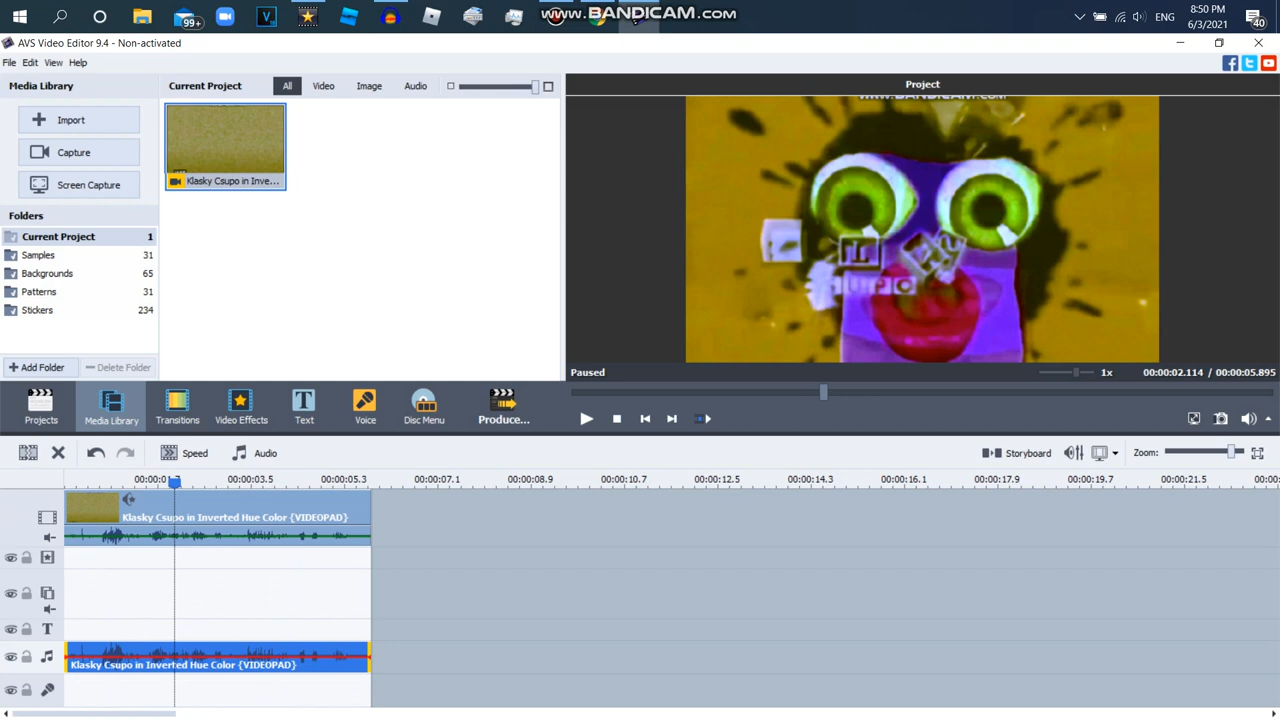 99+
www.BANDICAM.com
ENG
8:50 PM
6/3/2021
40
AVS Video Editor 9.4 - Non-activated
File Edit View Help
Media Library
Current Project All Video Image Audio
Project
Import
Capture
Screen Capture
Klasky Csupo in Inve...
Folders
Current Project 1
Samples 31
Backgrounds 65
Patterns 31
Stickers 234
Add Folder Delete Folder
www.BANDICAM.com
Paused 1x 00:00:02.114 / 00:00:05.895
Projects Media Library Transitions Video Effects Text Voice Disc Menu Produce...
Speed Audio Storyboard Zoom:
00:00:03.5 00:00:05.3 00:00:07.1 00:00:08.9 00:00:10.7 00:00:12.5 00:00:14.3 00:00:16.1 00:00:17.9 00:00:19.7 00:00:21.5
Klasky Csupo in Inverted Hue Color {VIDEOPAD}
T
Klasky Csupo in Inverted Hue Color {VIDEOPAD}